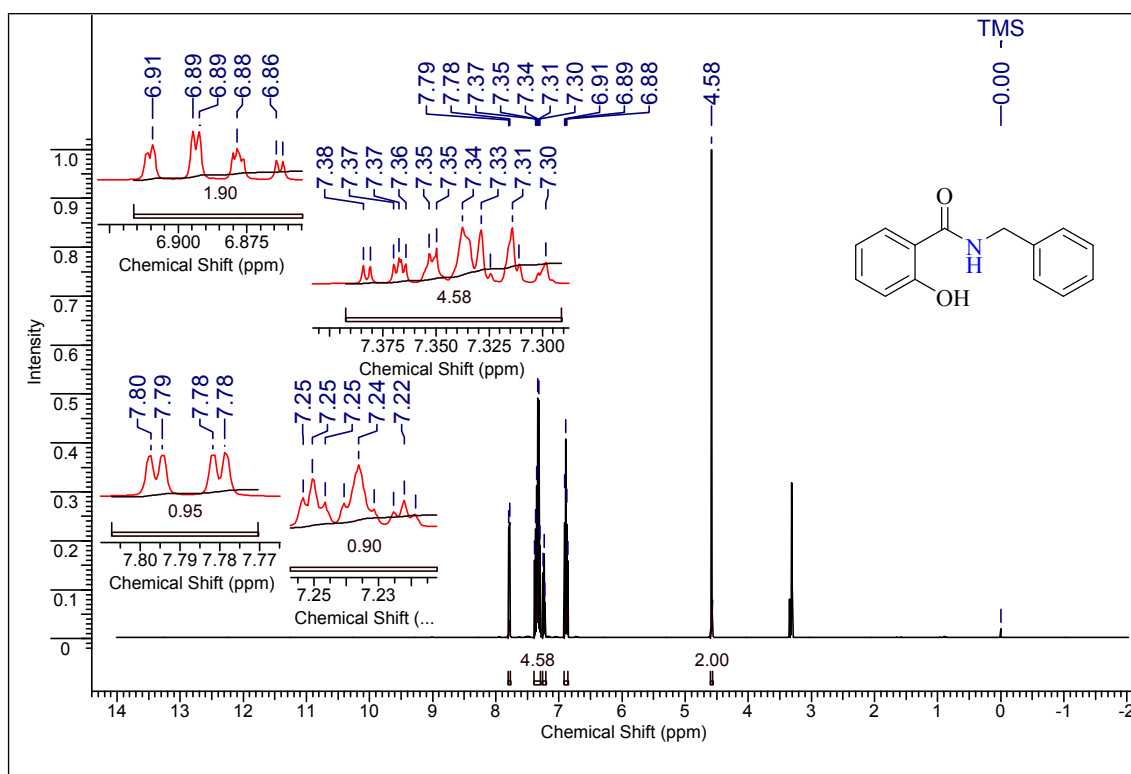 TMS
6.91 6.89 6.89 6.88 6.86
7.79 7.78 7.37 7.35 7.34 7.31 7.30 6.91 6.89 6.88
4.58
0.00
1.90
6.900 6.875
Chemical Shift (ppm)
7.38 7.37 7.37 7.36 7.35 7.35 7.34 7.33 7.31 7.30
4.58
7.375 7.350 7.325 7.300
Chemical Shift (ppm)
O
N
H
OH
7.80 7.79 7.78 7.78
0.95
7.80 7.79 7.78 7.77
Chemical Shift (ppm)
7.25 7.25 7.25 7.24 7.22
0.90
7.25 7.23
Chemical Shift (...
Intensity
1.0
0.9
0.8
0.7
0.6
0.5
0.4
0.3
0.2
0.1
0
4.58 2.00
14 13 12 11 10 9 8 7 6 5 4 3 2 1 0 -1 -2
Chemical Shift (ppm)